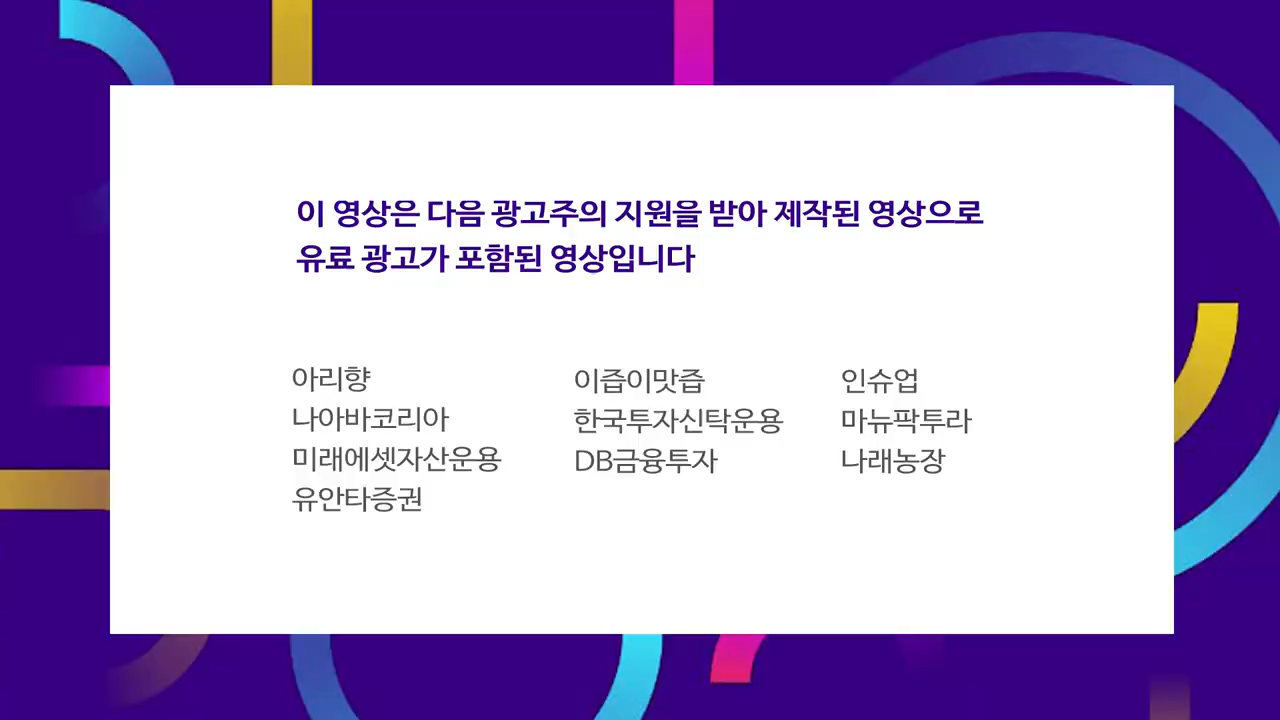 이 영상은 다음 광고주의 지원을 받아 제작된 영상으로
유료 광고가 포함된 영상입니다
아리향
나아바코리아
미래에셋자산운용
유안타증권
이즙이맛즙
한국투자신탁운용
DB금융투자
인슈업
마뉴팍투라
나래농장